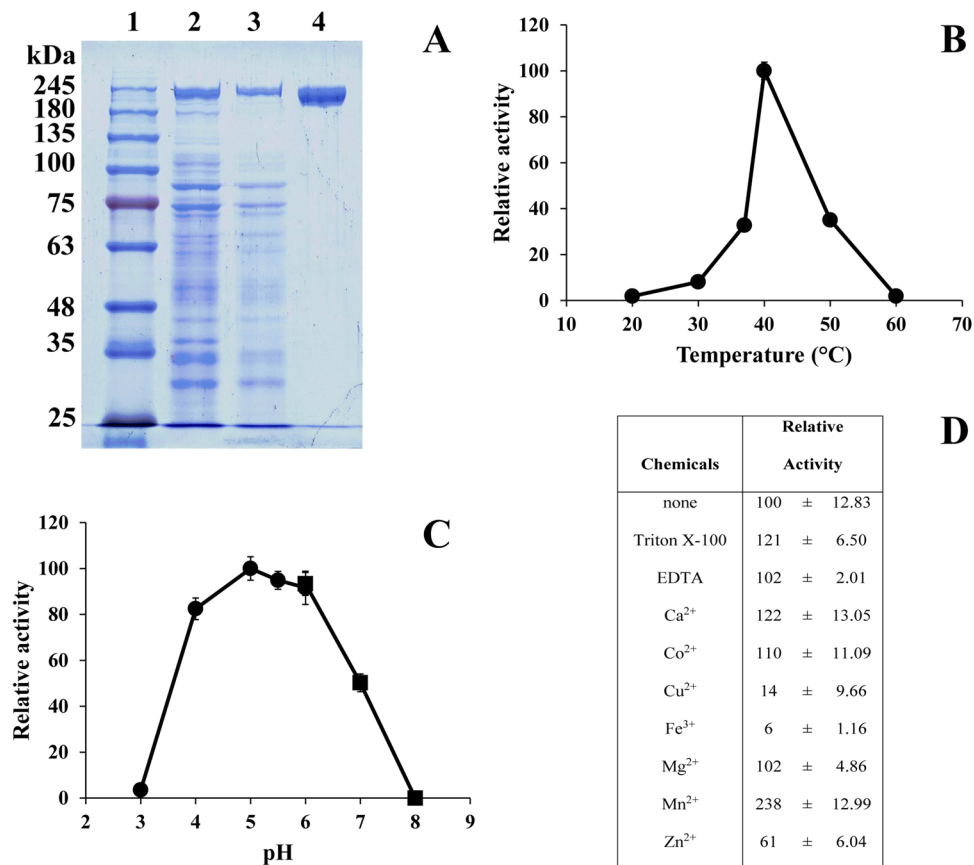 1 2 3 4
A
kDa
245
180
135
100
75
63
48
35
25
B
120
100
80
60
40
20
0
Relative activity
10 20 30 40 50 60 70
Temperature (°C)
C
120
100
80
60
40
20
0
Relative activity
2 3 4 5 6 7 8 9
pH
D
Chemicals Relative Activity
none 100 ± 12.83
Triton X-100 121 ± 6.50
EDTA 102 ± 2.01
Ca²⁺ 122 ± 13.05
Co²⁺ 110 ± 11.09
Cu²⁺ 14 ± 9.66
Fe³⁺ 6 ± 1.16
Mg²⁺ 102 ± 4.86
Mn²⁺ 238 ± 12.99
Zn²⁺ 61 ± 6.04